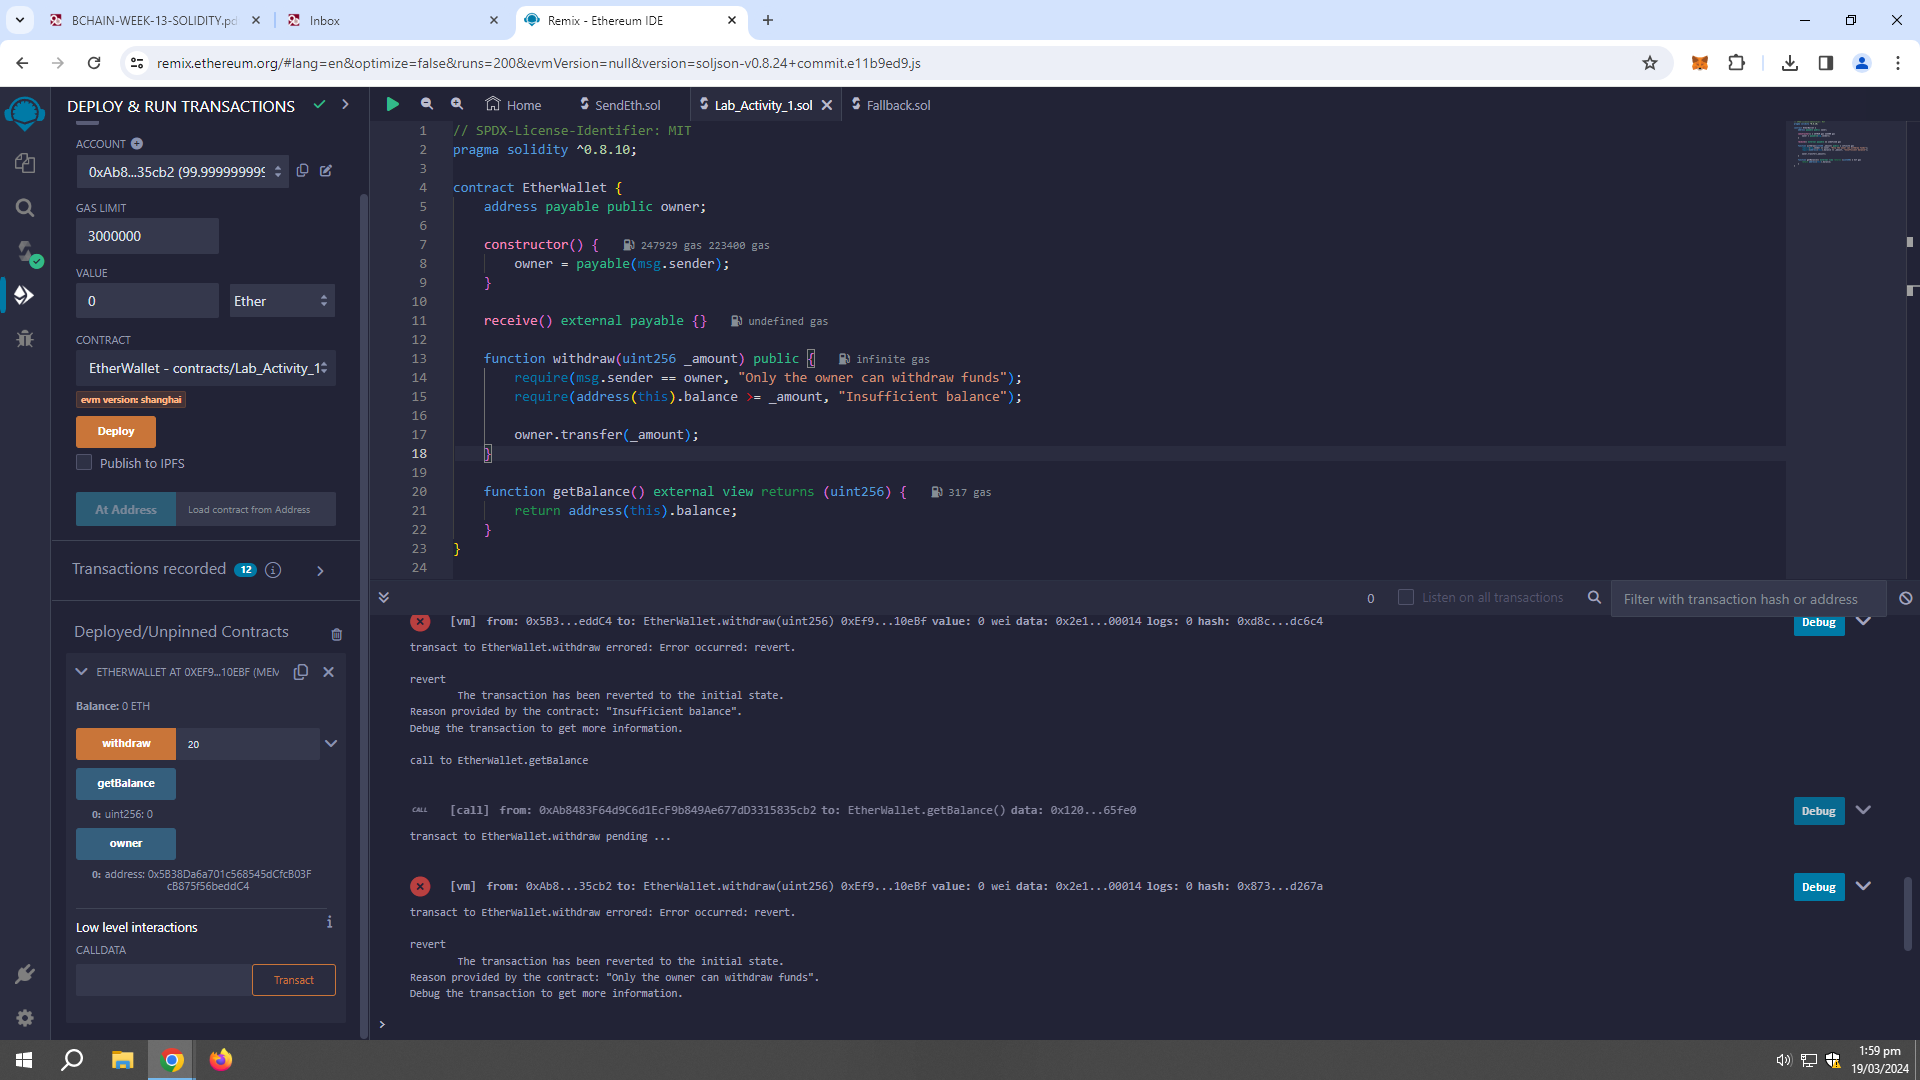 BCHAIN-WEEK-13-SOLIDITY.pd
Inbox
Remix - Ethereum IDE
remix.ethereum.org/#lang=en&optimize=false&runs=200&evmVersion=null&version=soljson-v0.8.24+commit.e11b9ed9.js
DEPLOY & RUN TRANSACTIONS
ACCOUNT
0xAb8...35cb2 (99.999999999
GAS LIMIT
3000000
VALUE
0
Ether
CONTRACT
EtherWallet - contracts/Lab_Activity_1
evm version: shanghai
Deploy
Publish to IPFS
At Address
Load contract from Address
Transactions recorded 12 i
Deployed/Unpinned Contracts
ETHERWALLET AT 0XEF9...10EBF (MEM
Balance: 0 ETH
withdraw
20
getBalance
0: uint256: 0
owner
0: address: 0x5B38Da6a701c568545dCfcB03F
cB875f56beddC4
Low level interactions
i
CALLDATA
Transact
Home
SendEth.sol
Lab_Activity_1.sol
Fallback.sol
1 // SPDX-License-Identifier: MIT
2 pragma solidity ^0.8.10;
3
4 contract EtherWallet {
5 address payable public owner;
6
7 constructor() { 247929 gas 223400 gas
8 owner = payable(msg.sender);
9 }
10
11 receive() external payable {} undefined gas
12
13 function withdraw(uint256 _amount) public { infinite gas
14 require(msg.sender == owner, "Only the owner can withdraw funds");
15 require(address(this).balance >= _amount, "Insufficient balance");
16
17 owner.transfer(_amount);
18 }
19
20 function getBalance() external view returns (uint256) { 317 gas
21 return address(this).balance;
22 }
23 }
24
0
Listen on all transactions
Filter with transaction hash or address
[vm] from: 0x5B3...eddC4 to: EtherWallet.withdraw(uint256) 0xEf9...10eBf value: 0 wei data: 0x2e1...00014 logs: 0 hash: 0xd8c...dc6c4
Debug
transact to EtherWallet.withdraw errored: Error occurred: revert.
revert
The transaction has been reverted to the initial state.
Reason provided by the contract: "Insufficient balance".
Debug the transaction to get more information.
call to EtherWallet.getBalance
CALL [call] from: 0xAb8483F64d9C6d1EcF9b849Ae677dD3315835cb2 to: EtherWallet.getBalance() data: 0x120...65fe0
Debug
transact to EtherWallet.withdraw pending ...
[vm] from: 0xAb8...35cb2 to: EtherWallet.withdraw(uint256) 0xEf9...10eBf value: 0 wei data: 0x2e1...00014 logs: 0 hash: 0x873...d267a
Debug
transact to EtherWallet.withdraw errored: Error occurred: revert.
revert
The transaction has been reverted to the initial state.
Reason provided by the contract: "Only the owner can withdraw funds".
Debug the transaction to get more information.
>
1:59 pm
19/03/2024